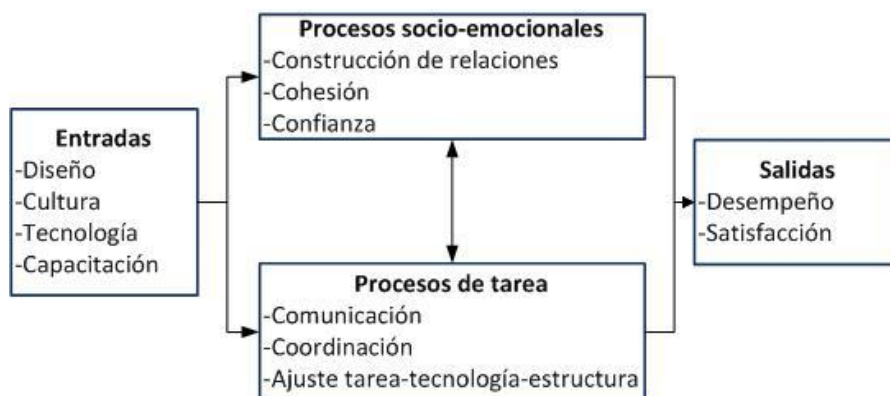 Entradas
-Diseño
-Cultura
-Tecnología
-Capacitación
Procesos socio-emocionales
-Construcción de relaciones
-Cohesión
-Confianza
Procesos de tarea
-Comunicación
-Coordinación
-Ajuste tarea-tecnología-estructura
Salidas
-Desempeño
-Satisfacción